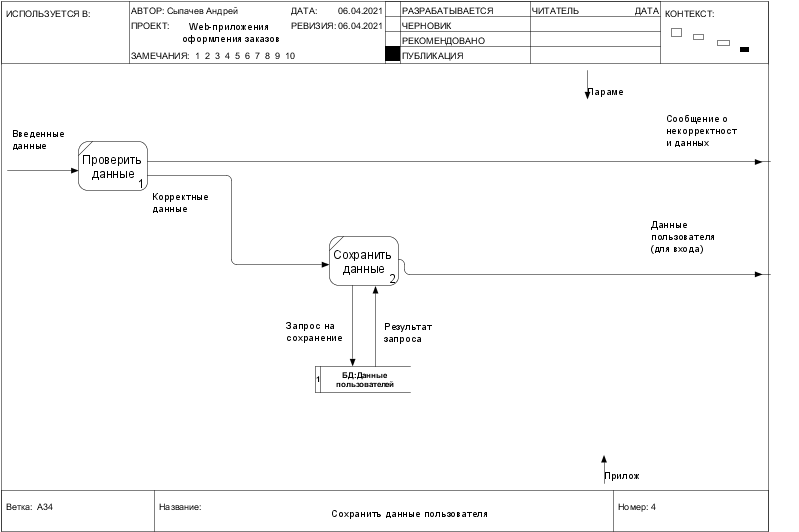 ИСПОЛЬЗУЕТСЯ В:
АВТОР: Сыпачев Андрей
ДАТА: 06.04.2021
ПРОЕКТ: Web-приложения
оформления заказов
РЕВИЗИЯ: 06.04.2021
ЗАМЕЧАНИЯ: 1 2 3 4 5 6 7 8 9 10
РАЗРАБАТЫВАЕТСЯ
ЧЕРНОВИК
РЕКОМЕНДОВАНО
ПУБЛИКАЦИЯ
ЧИТАТЕЛЬ
ДАТА
КОНТЕКСТ:
Параме
Введенные
данные
Проверить
данные
1
Сообщение о
некорректност
и данных
Корректные
данные
Данные
пользователя
(для входа)
Сохранить
данные
2
Запрос на
сохранение
Результат
запроса
1
БД:Данные
пользователей
Прилож
Ветка: А34
Название:
Сохранить данные пользователя
Номер: 4